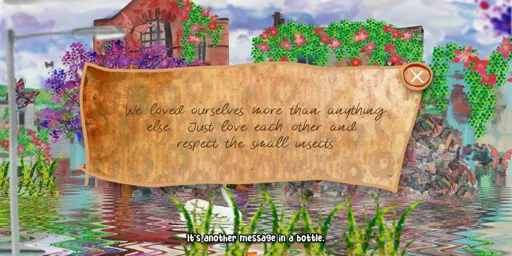 We loved ourselves more than anything
else. Just love each other and
respect the small insects
It's another message in a bottle.